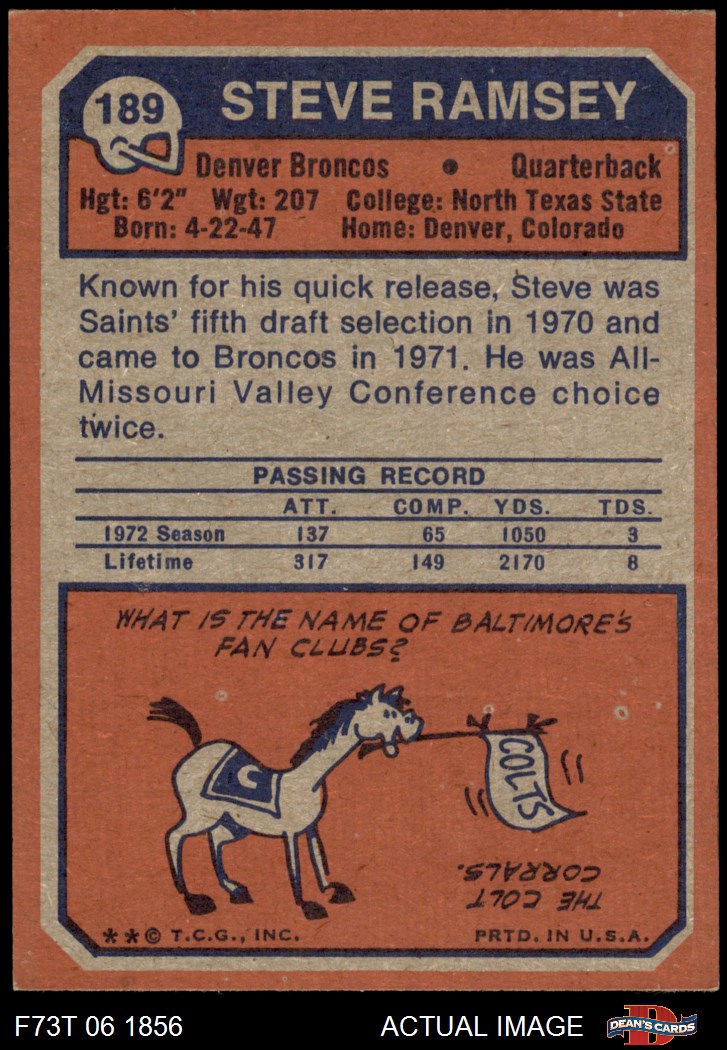 189
STEVE RAMSEY
Denver Broncos • Quarterback
Hgt: 6'2" Wgt: 207 College: North Texas State
Born: 4-22-47 Home: Denver, Colorado
Known for his quick release, Steve was
Saints' fifth draft selection in 1970 and
came to Broncos in 1971. He was All-
Missouri Valley Conference choice
twice.
PASSING RECORD
ATT. COMP. YDS. TDS.
1972 Season 137 65 1050 3
Lifetime 317 149 2170 8
WHAT IS THE NAME OF BALTIMORE'S
FAN CLUBS?
C
COLTS
THE COLT
CORRALS.
**© T.C.G., INC. PRTD. IN U.S.A.
F73T 06 1856 ACTUAL IMAGE
D
DEAN'S CARDS